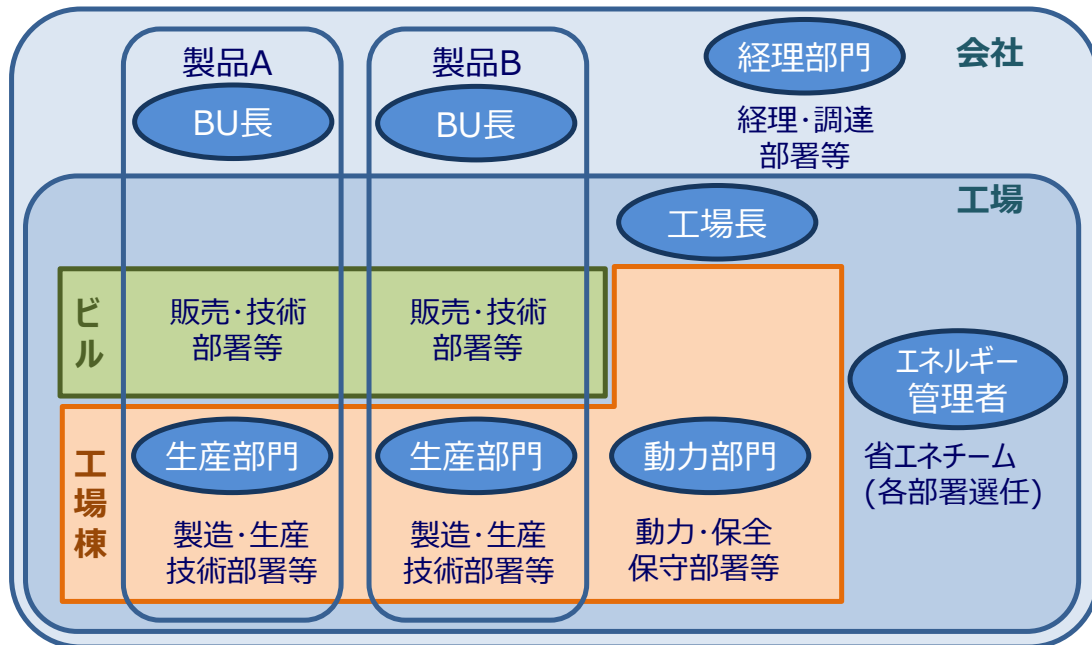 製品A
製品B
経理部門
会社
BU長
BU長
経理・調達
部署等
工場
工場長
ビル
販売・技術
部署等
販売・技術
部署等
エネルギー
管理者
工場棟
生産部門
生産部門
動力部門
省エネチーム
(各部署選任)
製造・生産
技術部署等
製造・生産
技術部署等
動力・保全
保守部署等